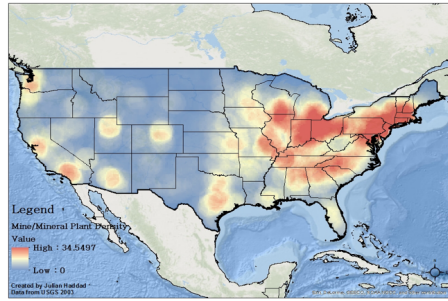 Legend
Mine/Mineral Plant Density
Value
High : 34.5497
Low : 0
Created by Julian Haddad
Data from USGS 2003